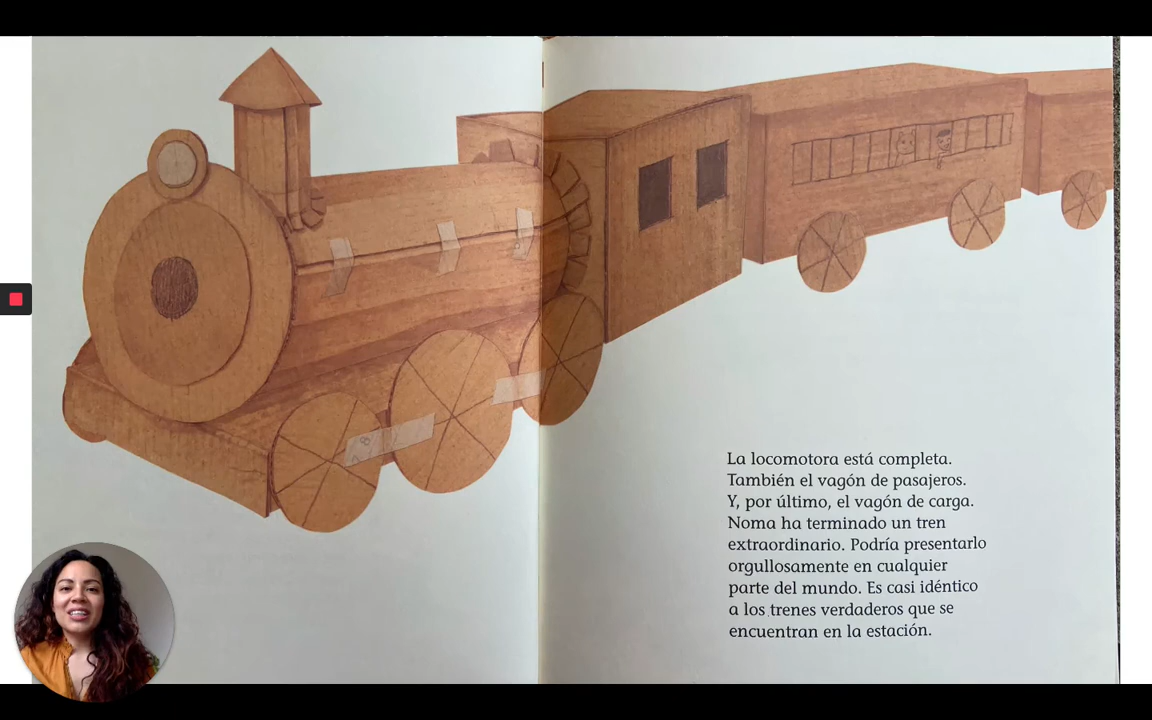 La locomotora está completa.
También el vagón de pasajeros.
Y, por último, el vagón de carga.
Noma ha terminado un tren
extraordinario. Podría presentarlo
orgullosamente en cualquier
parte del mundo. Es casi idéntico
a los trenes verdaderos que se
encuentran en la estación.